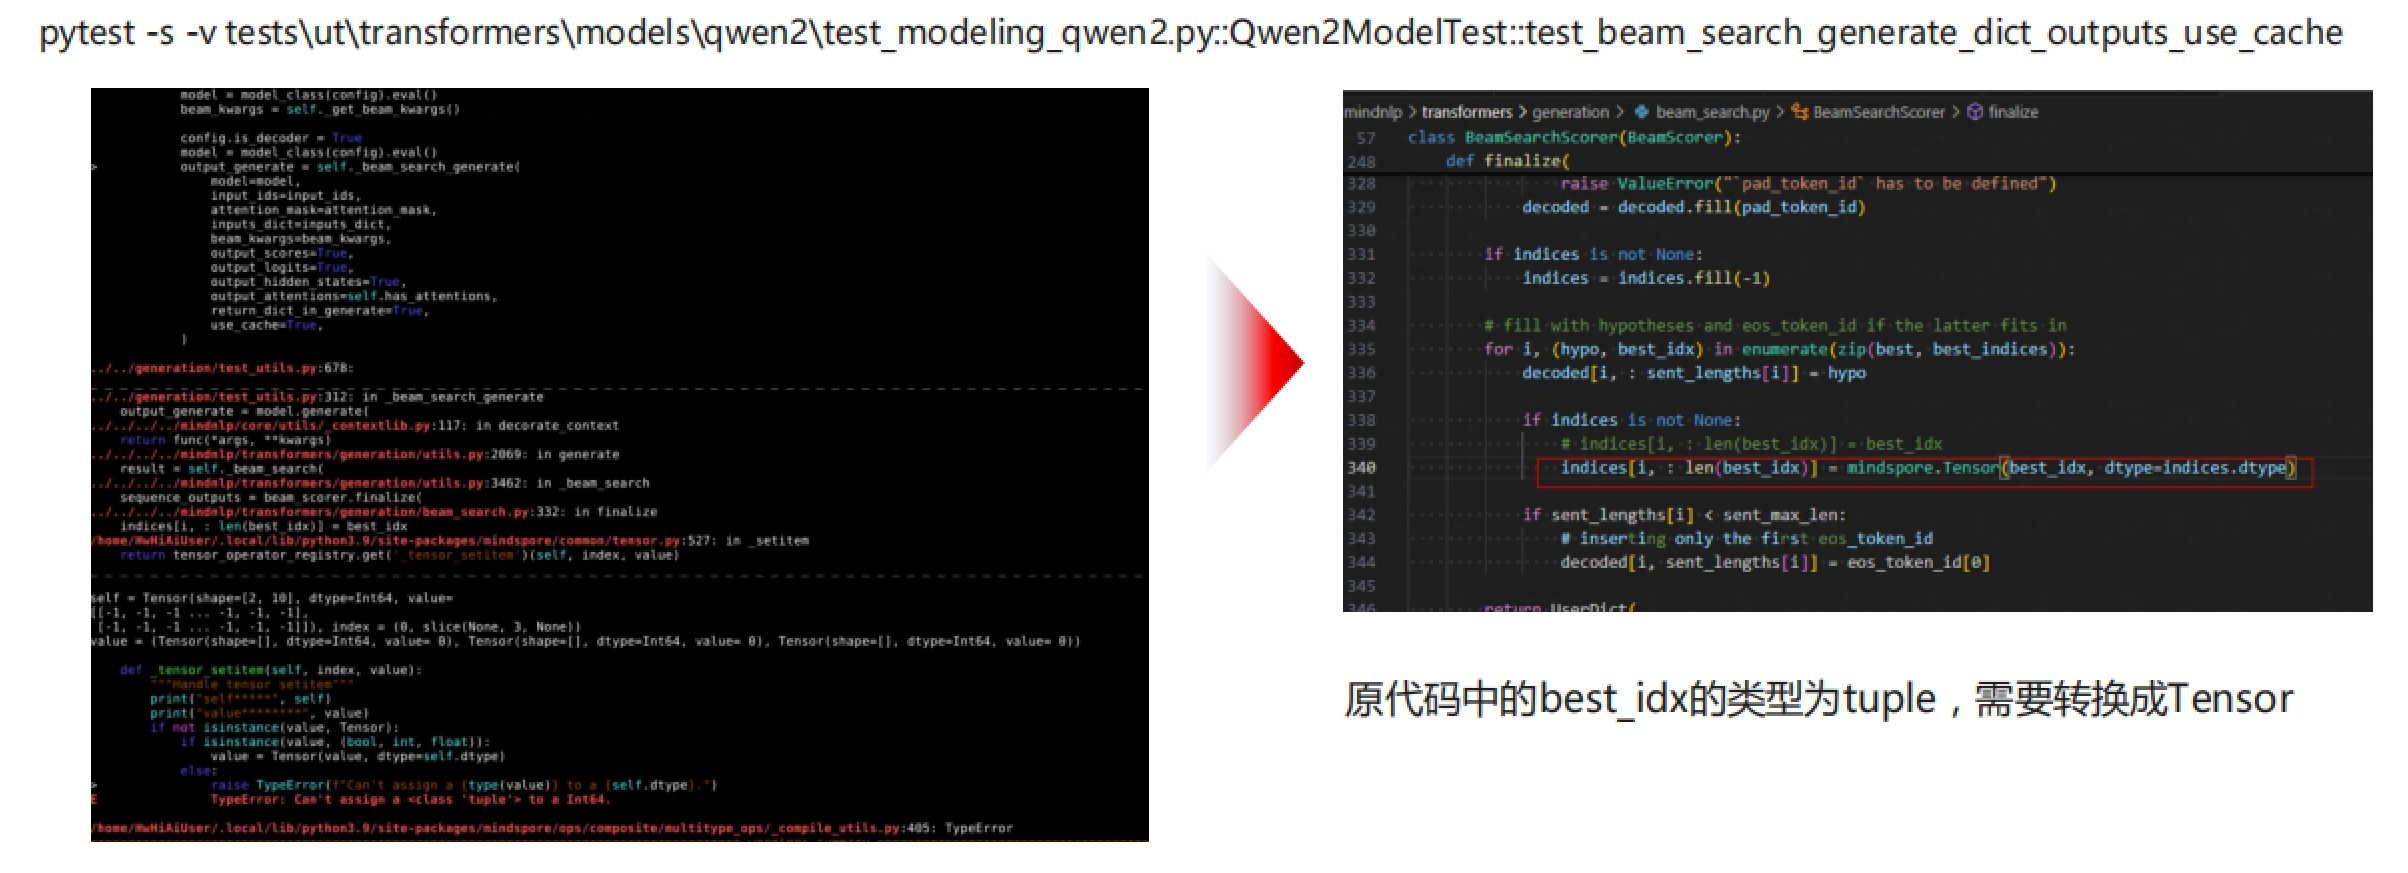 pytest -s -v tests\ut\transformers\models\qwen2\test_modeling_qwen2.py::Qwen2ModelTest::test_beam_search_generate_dict_outputs_use_cache
model = model_class(config).eval()
beam_kwargs = self._get_beam_kwargs()
config.is_decoder = True
model = model_class(config).eval()
> output_generate = self._beam_search_generate(
model=model,
input_ids=input_ids,
attention_mask=attention_mask,
inputs_dict=inputs_dict,
beam_kwargs=beam_kwargs,
output_scores=True,
output_logits=True,
output_hidden_states=True,
output_attentions=self.has_attentions,
return_dict_in_generate=True,
use_cache=True,
)
../../generation/test_utils.py:678:
../../generation/test_utils.py:312: in _beam_search_generate
output_generate = model.generate(
../../../../mindnlp/core/utils/_contextlib.py:117: in decorate_context
return func(*args, **kwargs)
../../../../mindnlp/transformers/generation/utils.py:2069: in generate
result = self._beam_search(
../../../../mindnlp/transformers/generation/utils.py:3462: in _beam_search
sequence_outputs = beam_scorer.finalize(
../../../../mindnlp/transformers/generation/beam_search.py:332: in finalize
indices[i, : len(best_idx)] = best_idx
/home/HwHiAiUser/.local/lib/python3.9/site-packages/mindspore/common/tensor.py:527: in _setitem
return tensor_operator_registry.get('_tensor_setitem')(self, index, value)
self = Tensor(shape=[2, 10], dtype=Int64, value=
[[-1, -1, -1 ... -1, -1, -1],
[-1, -1, -1 ... -1, -1, -1]]), index = (0, slice(None, 3, None))
value = (Tensor(shape=[], dtype=Int64, value= 0), Tensor(shape=[], dtype=Int64, value= 0), Tensor(shape=[], dtype=Int64, value= 0))
def _tensor_setitem(self, index, value):
"""Handle tensor setitem"""
print("self*****", self)
print("value********", value)
if not isinstance(value, Tensor):
if isinstance(value, (bool, int, float)):
value = Tensor(value, dtype=self.dtype)
else:
> raise TypeError(f"Can't assign a {type(value)} to a {self.dtype}.")
E TypeError: Can't assign a <class 'tuple'> to a Int64.
/home/HwHiAiUser/.local/lib/python3.9/site-packages/mindspore/ops/composite/multitype_ops/_compile_utils.py:405: TypeError
mindnlp > transformers > generation > beam_search.py > BeamSearchScorer > finalize
57 class BeamSearchScorer(BeamScorer):
248 def finalize(
328 raise ValueError("`pad_token_id` has to be defined")
329 decoded = decoded.fill(pad_token_id)
330
331 if indices is not None:
332 indices = indices.fill(-1)
333
334 # fill with hypotheses and eos_token_id if the latter fits in
335 for i, (hypo, best_idx) in enumerate(zip(best, best_indices)):
336 decoded[i, : sent_lengths[i]] = hypo
337
338 if indices is not None:
339 # indices[i, : len(best_idx)] = best_idx
340 indices[i, : len(best_idx)] = mindspore.Tensor(best_idx, dtype=indices.dtype)
341
342 if sent_lengths[i] < sent_max_len:
343 # inserting only the first eos_token_id
344 decoded[i, sent_lengths[i]] = eos_token_id[0]
345
346 return UserDict(
原代码中的best_idx的类型为tuple，需要转换成Tensor